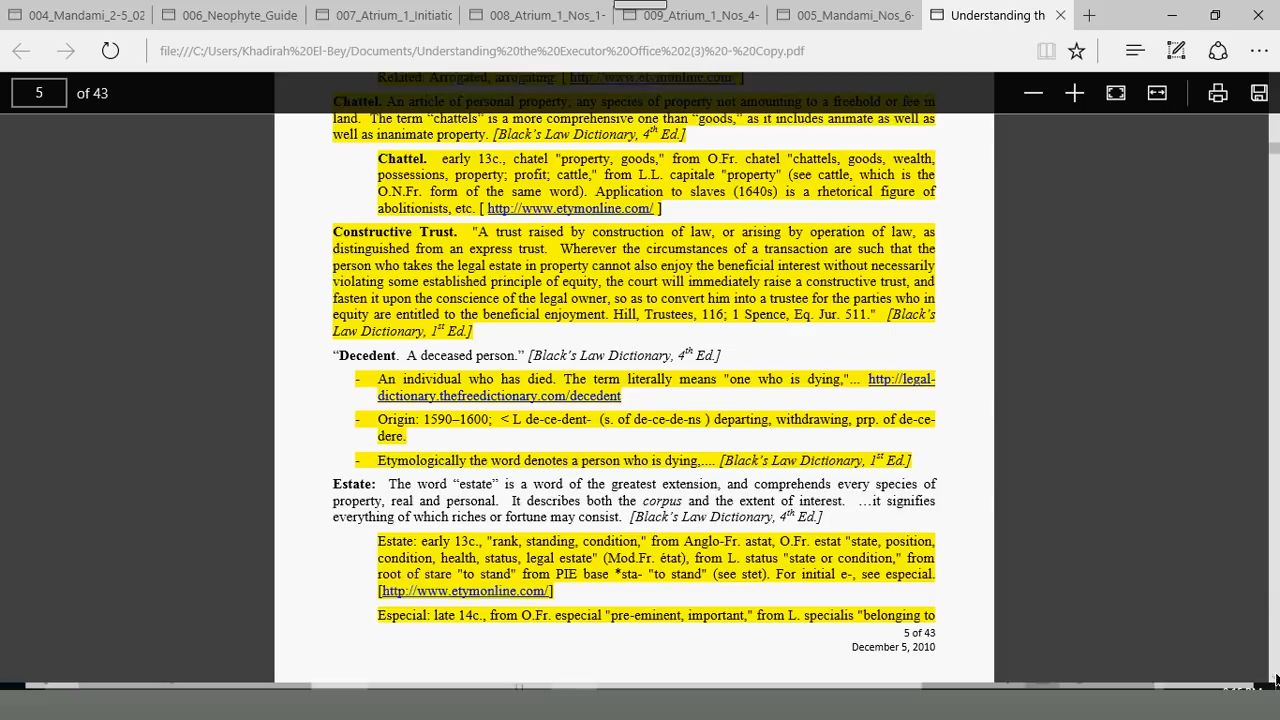 004_Mandami_2-5_02
006_Neophyte_Guide
007_Atrium_1_Initiatic
008_Atrium_1_Nos_1-
009_Atrium_1_Nos_4-
005_Mandami_Nos_6-
Understanding th
file:///C:/Users/Khadirah%20El-Bey/Documents/Understanding%20the%20Executor%20Office%202(3)%20-%20Copy.pdf
5 of 43
Rekited: Arrogated, arrogating. [ http://www.etymonline.com/ ]
Chattel. An article of personal property; any species of property not amounting to a freehold or fee in
land. The term “chattels” is a more comprehensive one than “goods,” as it includes animate as well as
well as inanimate property. [Black’s Law Dictionary, 4th Ed.]
Chattel. early 13c., chatel "property, goods," from O.Fr. chatel "chattels, goods, wealth,
possessions, property; profit; cattle," from L.L. capitale "property" (see cattle, which is the
O.N.Fr. form of the same word). Application to slaves (1640s) is a rhetorical figure of
abolitionists, etc. [ http://www.etymonline.com/ ]
Constructive Trust. "A trust raised by construction of law, or arising by operation of law, as
distinguished from an express trust. Wherever the circumstances of a transaction are such that the
person who takes the legal estate in property cannot also enjoy the beneficial interest without necessarily
violating some established principle of equity, the court will immediately raise a constructive trust, and
fasten it upon the conscience of the legal owner, so as to convert him into a trustee for the parties who in
equity are entitled to the beneficial enjoyment. Hill, Trustees, 116; 1 Spence, Eq. Jur. 511." [Black’s
Law Dictionary, 1st Ed.]
“Decedent. A deceased person.” [Black’s Law Dictionary, 4th Ed.]
- An individual who has died. The term literally means "one who is dying,"... http://legal-
dictionary.thefreedictionary.com/decedent
- Origin: 1590–1600; < L de-ce-dent- (s. of de-ce-de-ns ) departing, withdrawing, prp. of de-ce-
dere.
- Etymologically the word denotes a person who is dying,.... [Black’s Law Dictionary, 1st Ed.]
Estate: The word “estate” is a word of the greatest extension, and comprehends every species of
property, real and personal. It describes both the corpus and the extent of interest. …it signifies
everything of which riches or fortune may consist. [Black’s Law Dictionary, 4th Ed.]
Estate: early 13c., "rank, standing, condition," from Anglo-Fr. astat, O.Fr. estat "state, position,
condition, health, status, legal estate" (Mod.Fr. état), from L. status "state or condition," from
root of stare "to stand" from PIE base *sta- "to stand" (see stet). For initial e-, see especial.
[http://www.etymonline.com/]
Especial: late 14c., from O.Fr. especial "pre-eminent, important," from L. specialis "belonging to
5 of 43
December 5, 2010